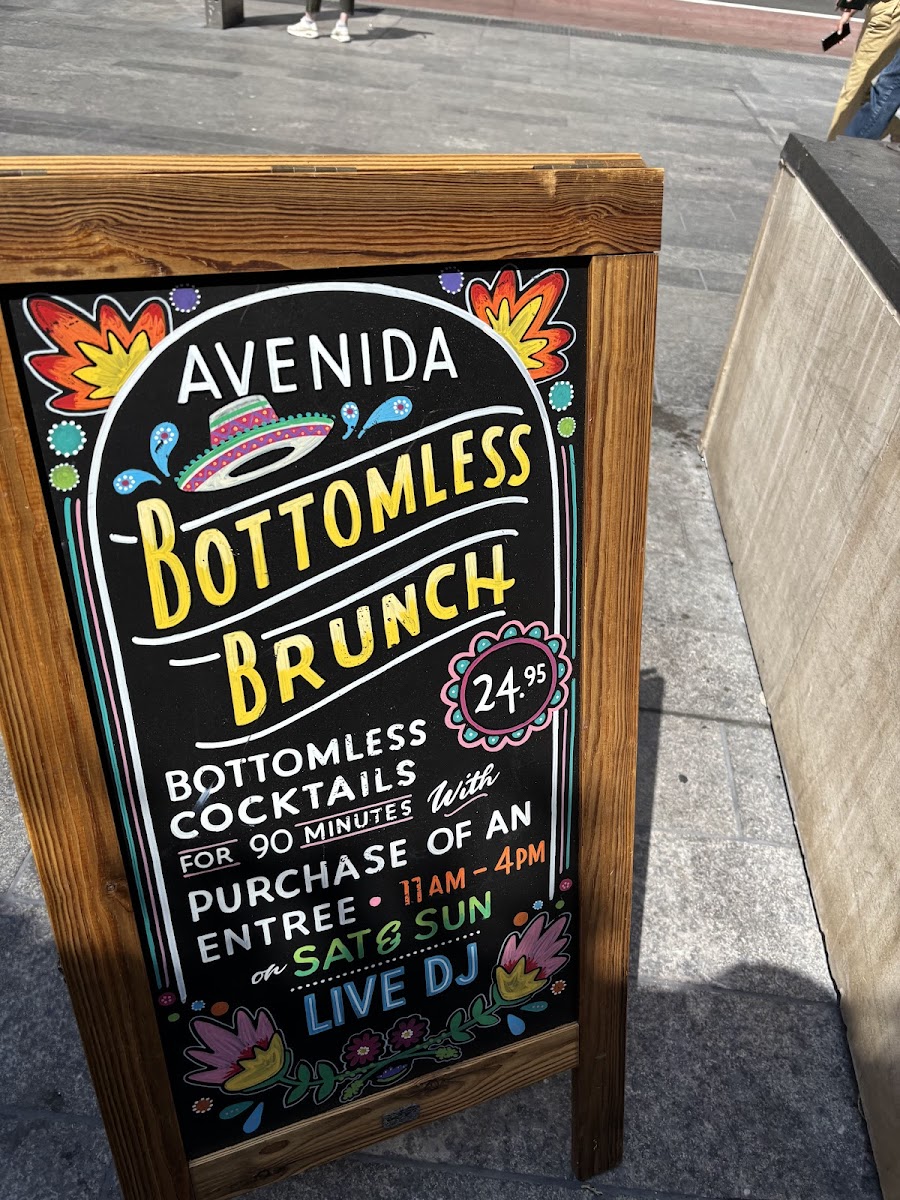 AVENIDA
BOTTOMLESS
BRUNCH
24.95
BOTTOMLESS
COCKTAILS
FOR 90 MINUTES With
PURCHASE OF AN
ENTREE • 11AM - 4PM
on SAT & SUN
LIVE DJ